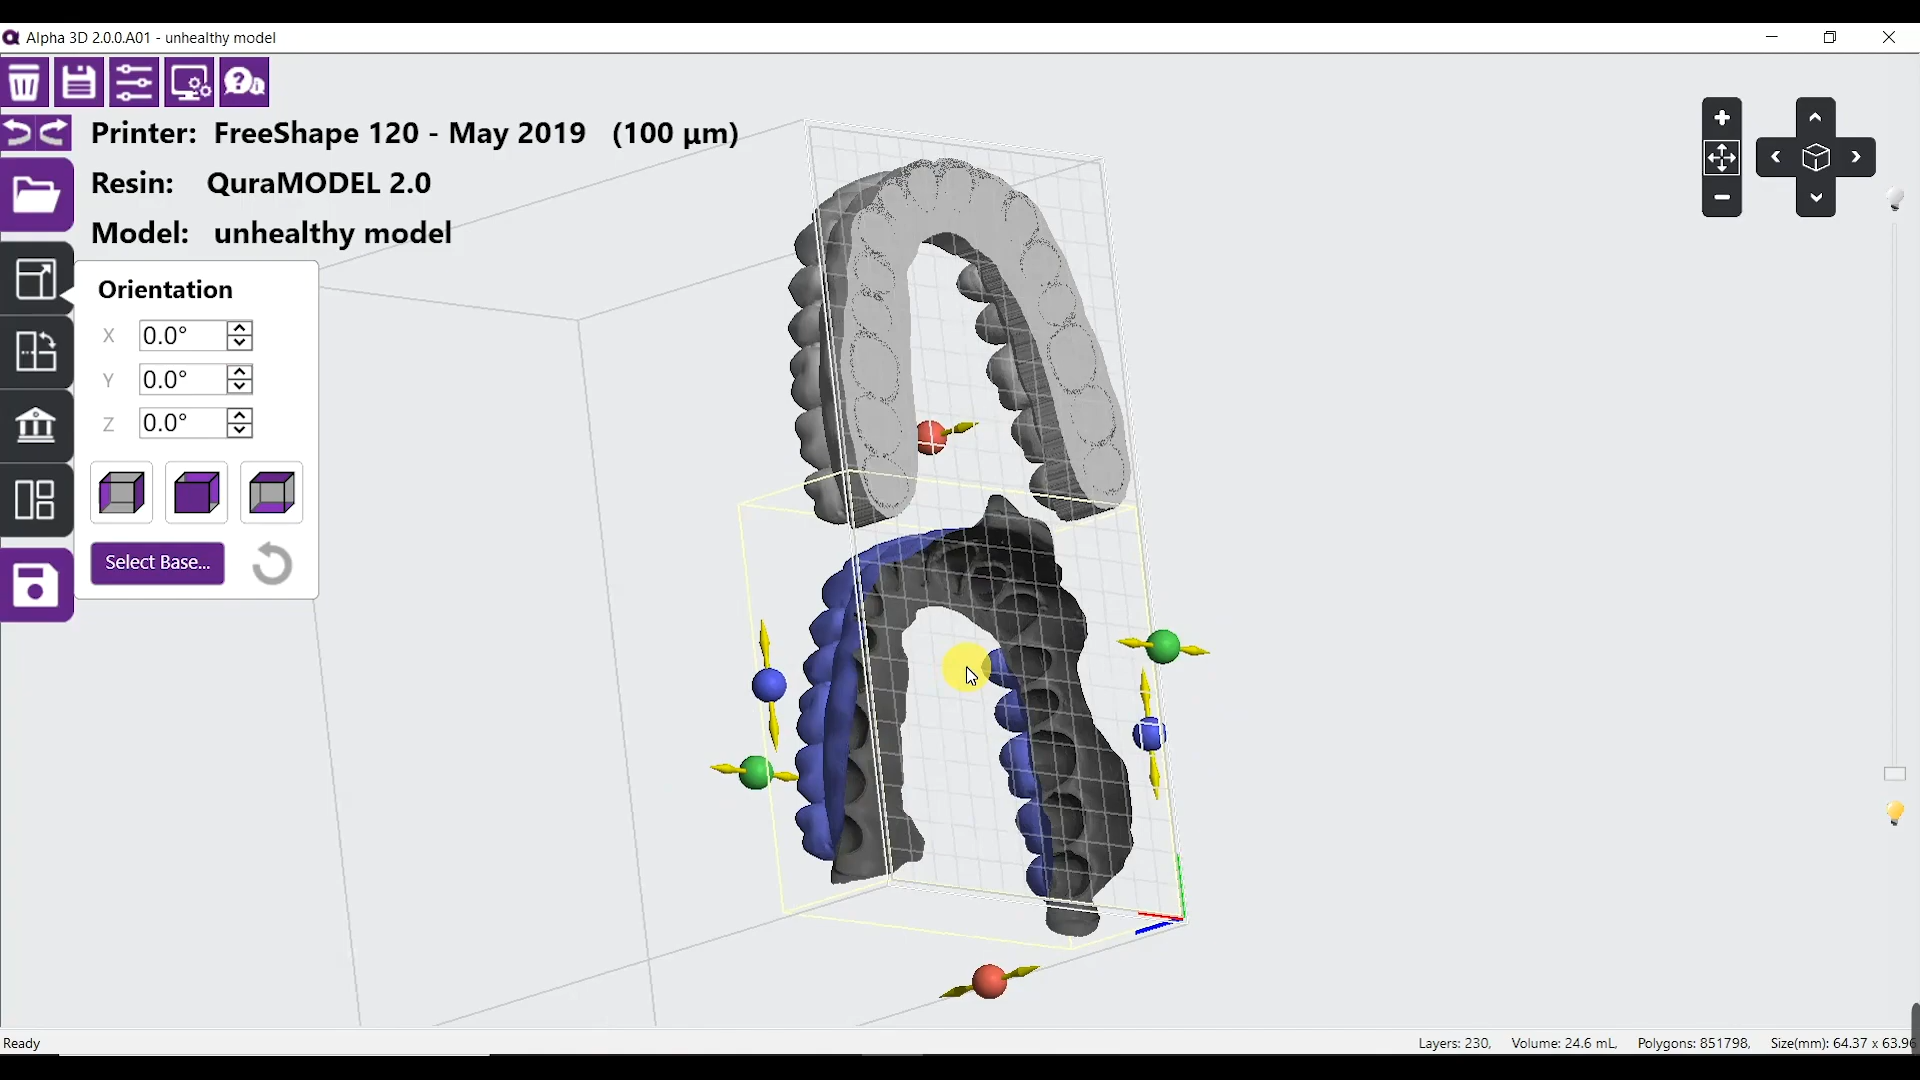 Alpha 3D 2.0.0.A01 - unhealthy model
Printer: FreeShape 120 - May 2019 (100 µm)
Resin: QuraMODEL 2.0
Model: unhealthy model
Orientation
X 0.0°
Y 0.0°
Z 0.0°
Select Base...
Ready
Layers: 230, Volume: 24.6 mL, Polygons: 851798, Size(mm): 64.37 x 63.96